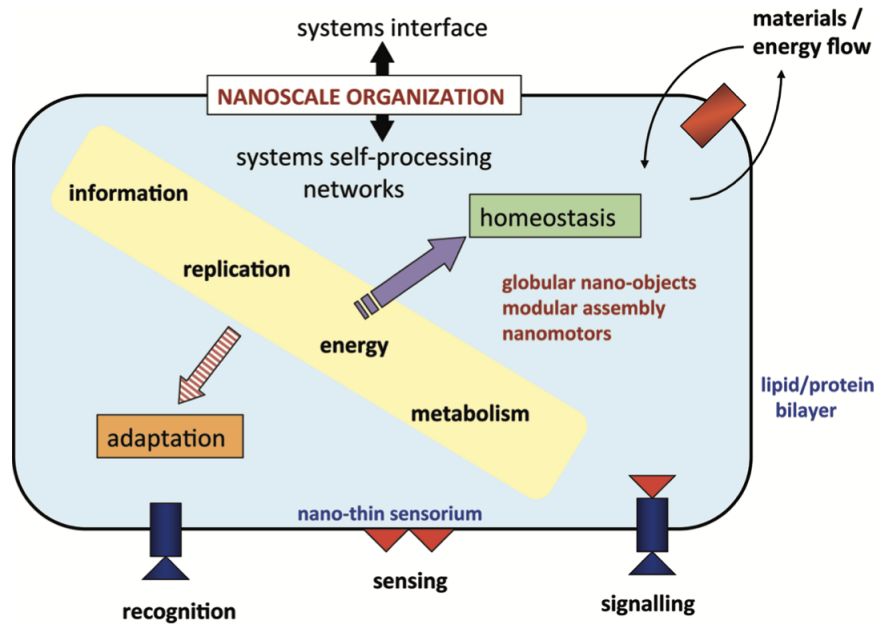 systems interface
materials /
energy flow
NANOSCALE ORGANIZATION
systems self-processing
networks
information
homeostasis
replication
globular nano-objects
modular assembly
nanomotors
energy
lipid/protein
bilayer
metabolism
adaptation
nano-thin sensorium
sensing
recognition
signalling